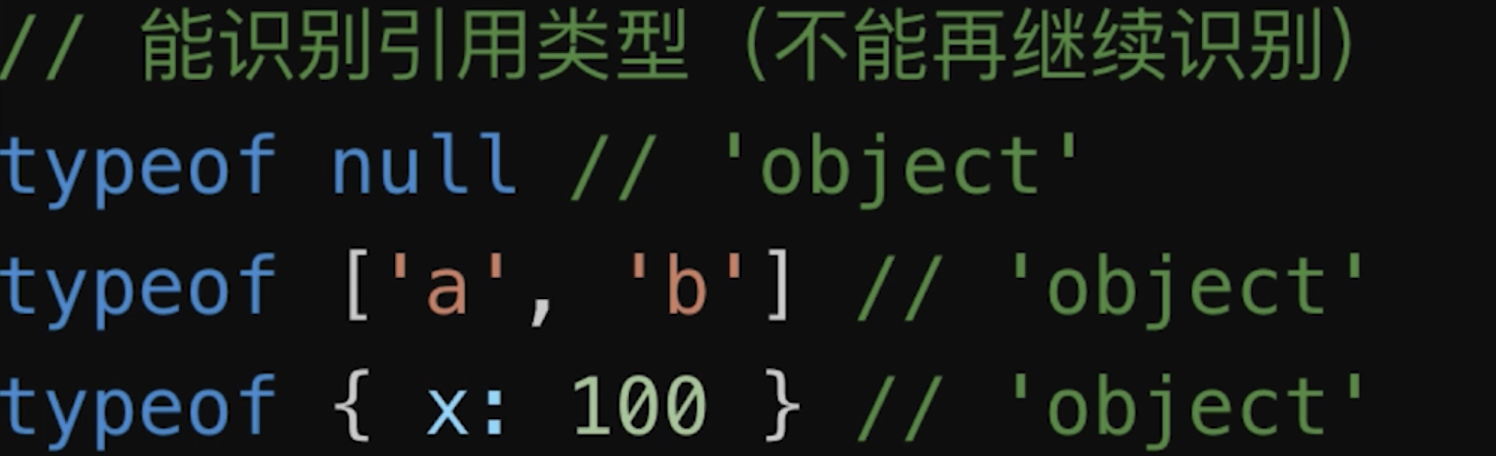 // 能识别引用类型（不能再继续识别）
typeof null // 'object'
typeof ['a', 'b'] // 'object'
typeof { x: 100 } // 'object'